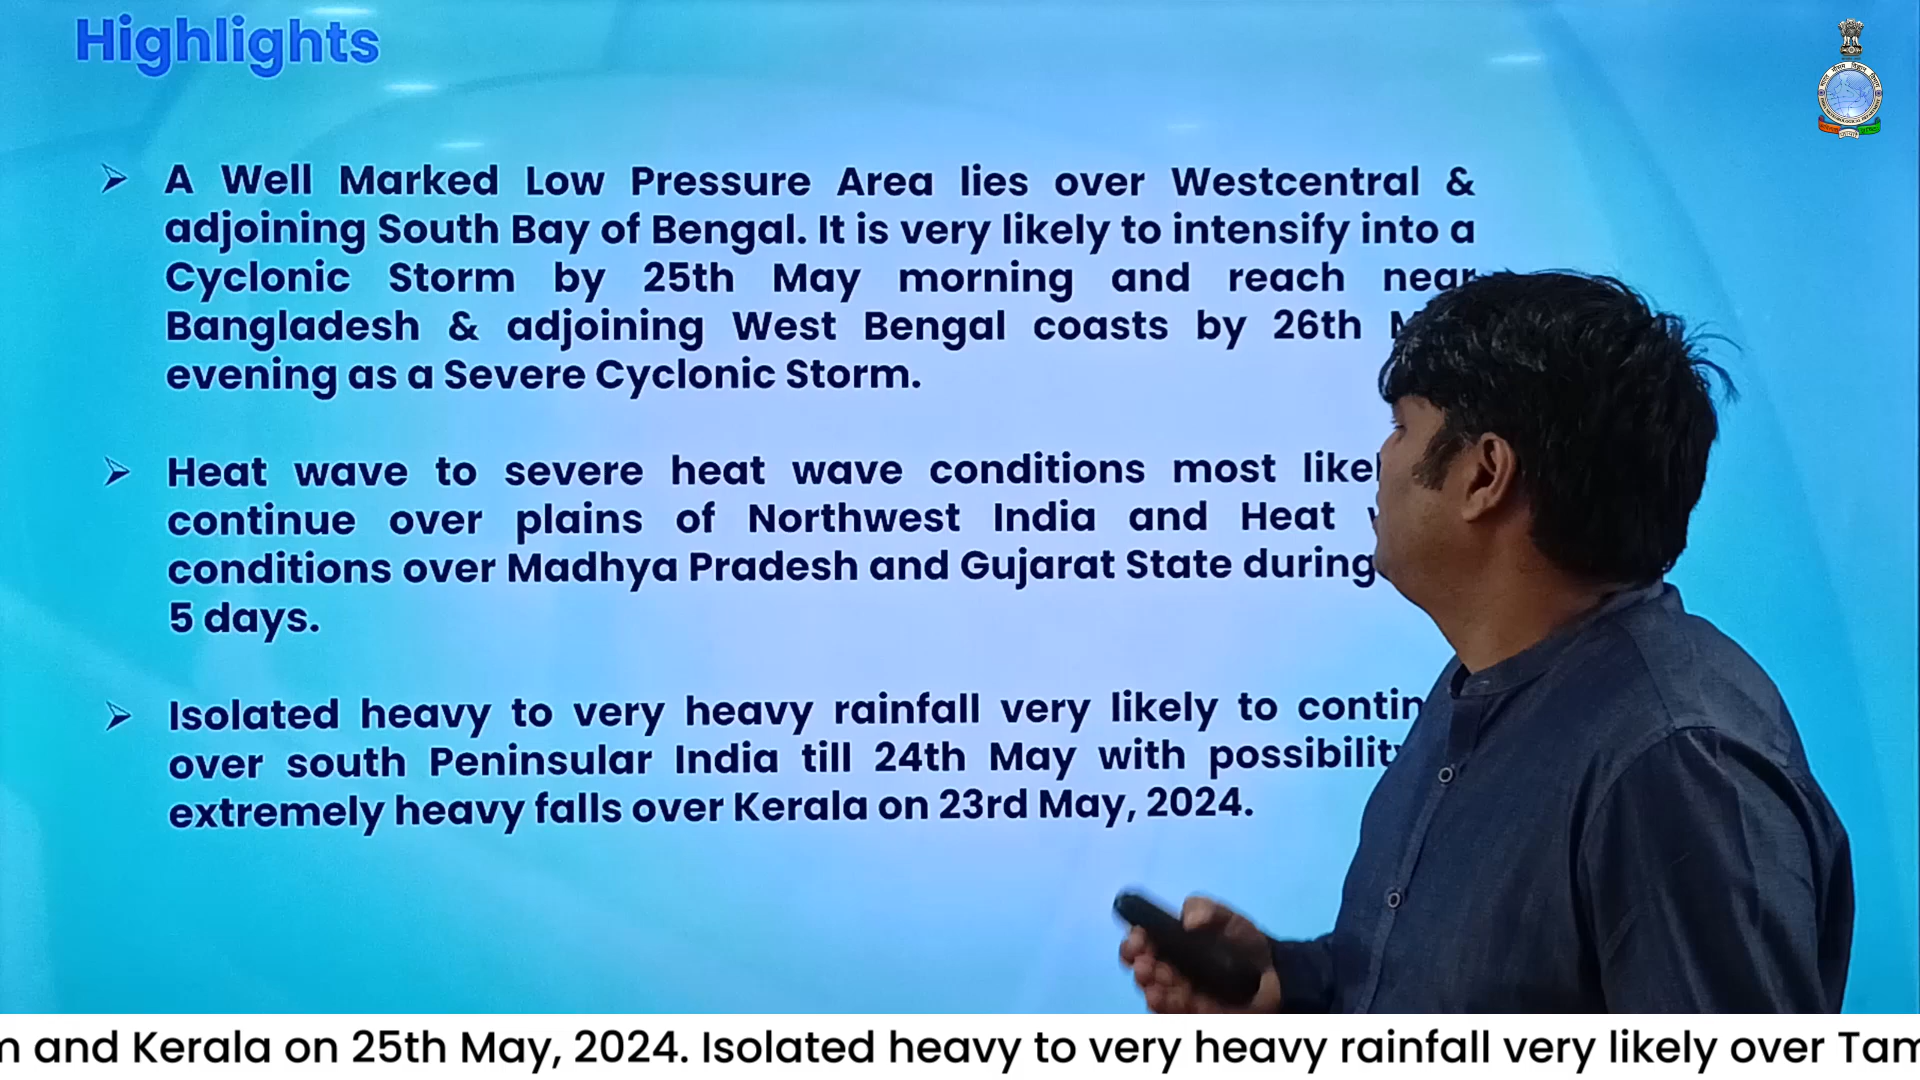 Highlights
➢ A Well Marked Low Pressure Area lies over Westcentral &
adjoining South Bay of Bengal. It is very likely to intensify into a
Cyclonic Storm by 25th May morning and reach near
Bangladesh & adjoining West Bengal coasts by 26th
evening as a Severe Cyclonic Storm.
➢ Heat wave to severe heat wave conditions most
continue over plains of Northwest India and Heat
conditions over Madhya Pradesh and Gujarat State during
5 days.
➢ Isolated heavy to very heavy rainfall very likely to contin
over south Peninsular India till 24th May with possibilit
extremely heavy falls over Kerala on 23rd May, 2024.
and Kerala on 25th May, 2024. Isolated heavy to very heavy rainfall very likely over Tam